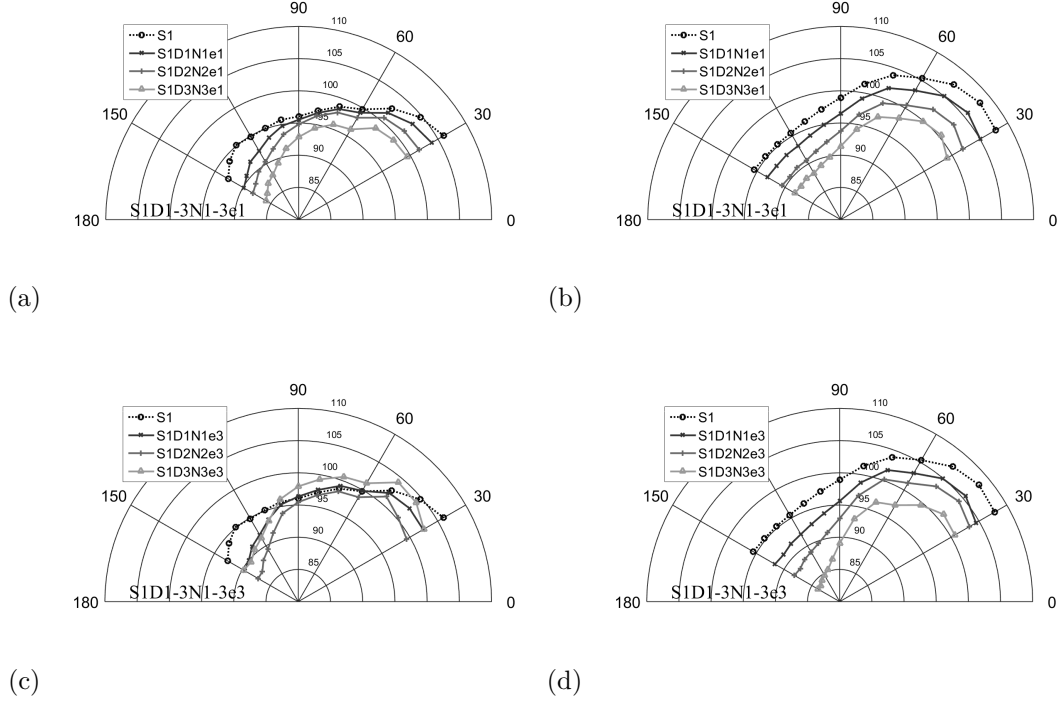 90
110
105
100
95
90
85
60
30
0
150
180
S1
S1D1N1e1
S1D2N2e1
S1D3N3e1
S1D1-3N1-3e1
(a)
90
110
105
100
95
90
85
60
30
0
150
180
S1
S1D1N1e1
S1D2N2e1
S1D3N3e1
S1D1-3N1-3e1
(b)
90
110
105
100
95
90
85
60
30
0
150
180
S1
S1D1N1e3
S1D2N2e3
S1D3N3e3
S1D1-3N1-3e3
(c)
90
110
105
100
95
90
85
60
30
0
150
180
S1
S1D1N1e3
S1D2N2e3
S1D3N3e3
S1D1-3N1-3e3
(d)